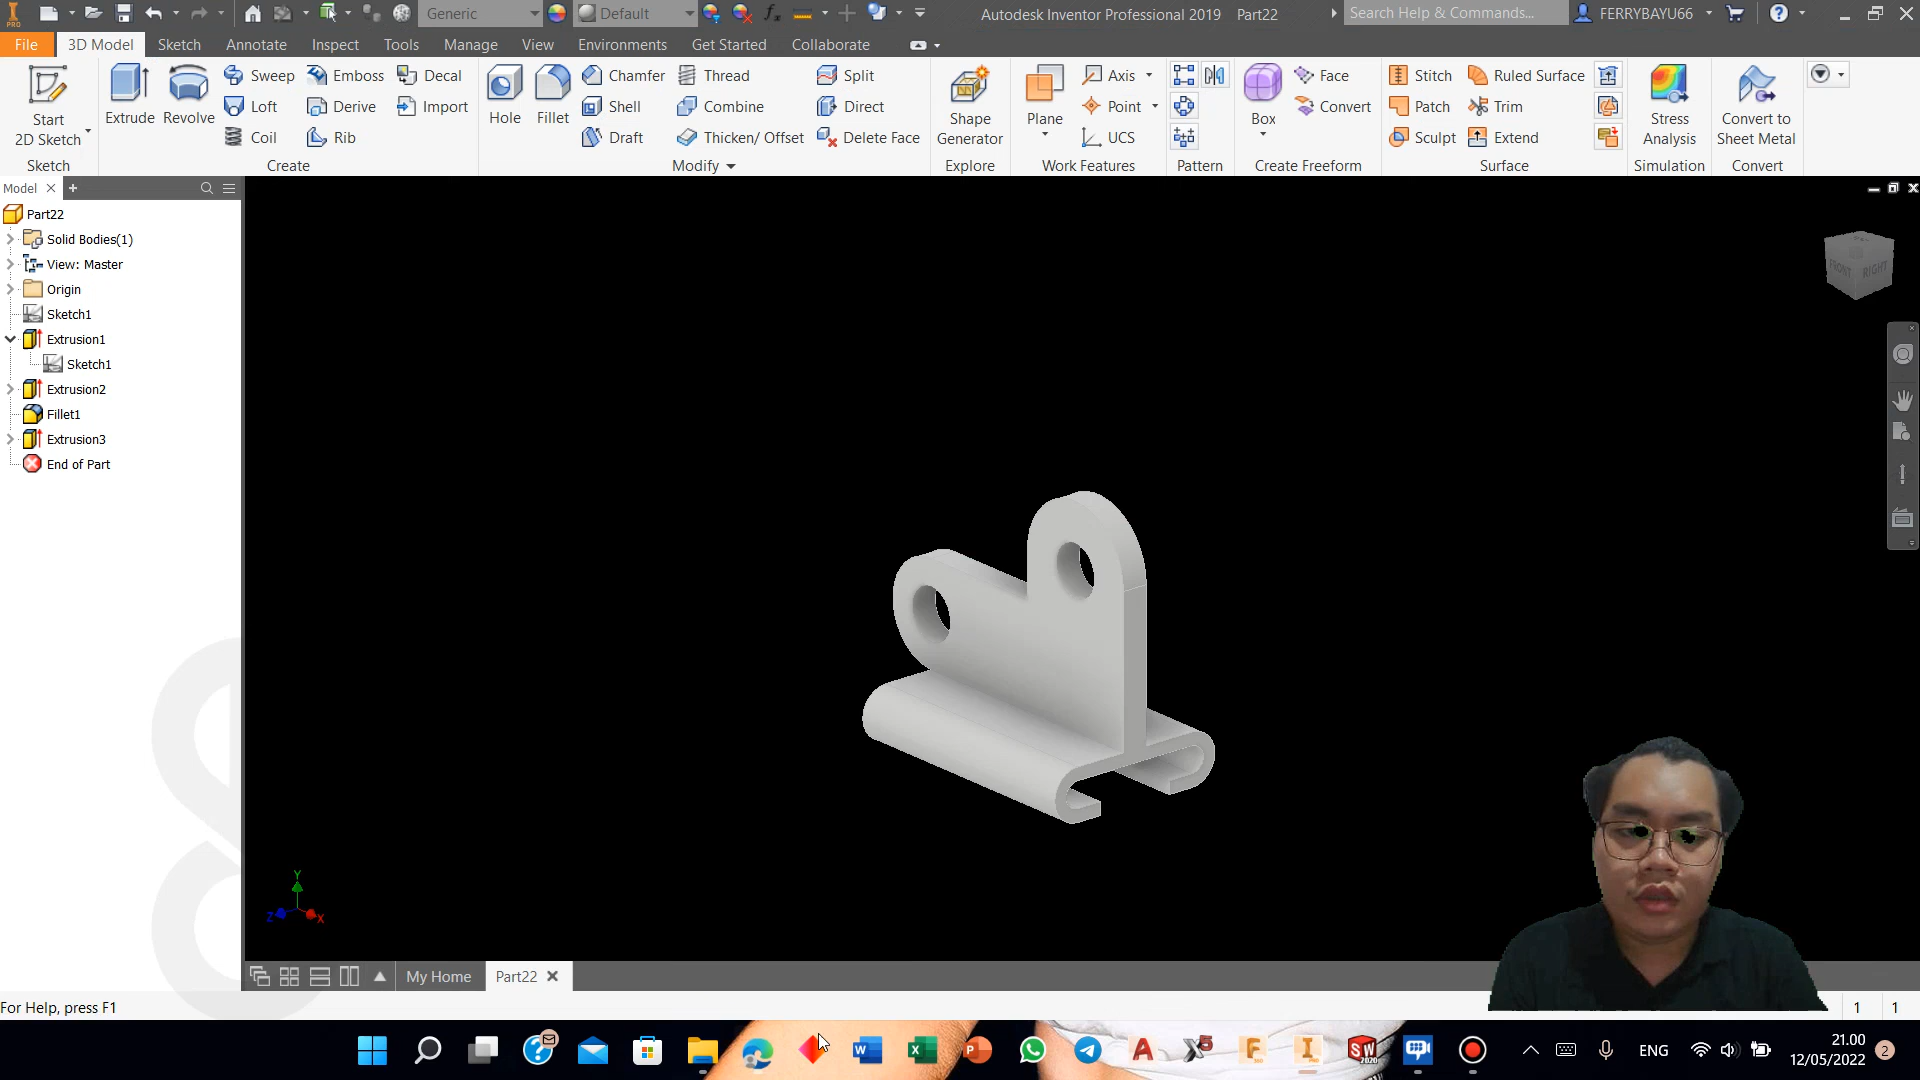 Generic
Default
Autodesk Inventor Professional 2019 Part22
Search Help & Commands...
FERRYBAYU66
File 3D Model Sketch Annotate Inspect Tools Manage View Environments Get Started Collaborate
Start
2D Sketch
Extrude
Revolve
Sweep
Loft
Coil
Emboss
Derive
Rib
Decal
Import
Hole
Fillet
Chamfer
Shell
Draft
Thread
Combine
Thicken/ Offset
Split
Direct
Delete Face
Shape
Generator
Plane
Axis
Point
UCS
Box
Face
Convert
Stitch
Patch
Sculpt
Ruled Surface
Trim
Extend
Stress
Analysis
Convert to
Sheet Metal
Sketch Create Modify Explore Work Features Pattern Create Freeform Surface Simulation Convert
Model
Part22
Solid Bodies(1)
View: Master
Origin
Sketch1
Extrusion1
Sketch1
Extrusion2
Fillet1
Extrusion3
End of Part
FRONT RIGHT
Y
Z
X
My Home Part22
For Help, press F1
1 1
ENG
21.00
12/05/2022
2